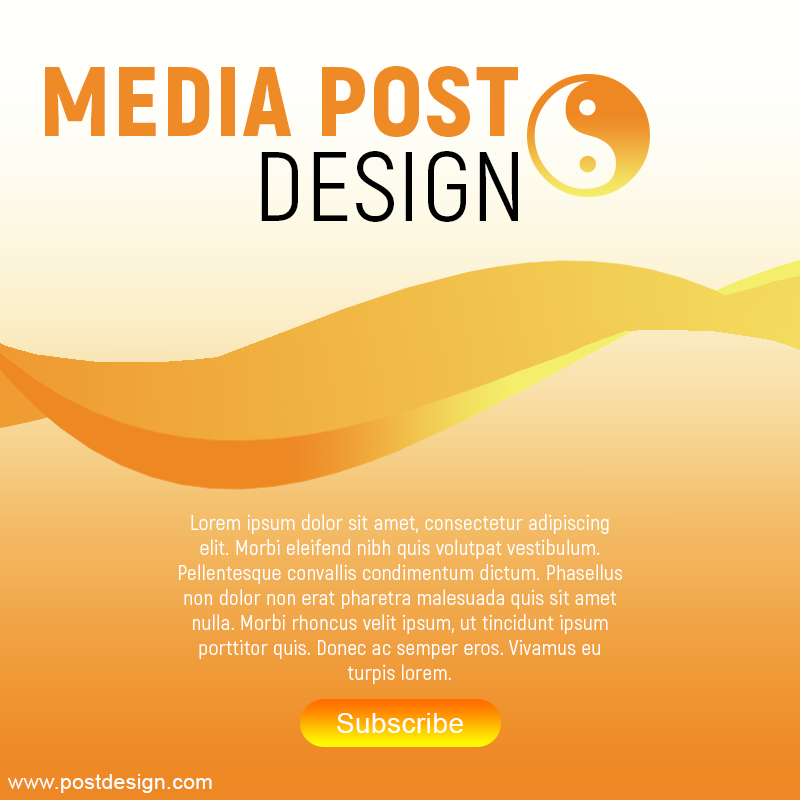 MEDIA POST
DESIGN
Lorem ipsum dolor sit amet, consectetur adipiscing
elit. Morbi eleifend nibh quis volutpat vestibulum.
Pellentesque convallis condimentum dictum. Phasellus
non dolor non erat pharetra malesuada quis sit amet
nulla. Morbi rhoncus velit ipsum, ut tincidunt ipsum
porttitor quis. Donec ac semper eros. Vivamus eu
turpis lorem.
Subscribe
www.postdesign.com